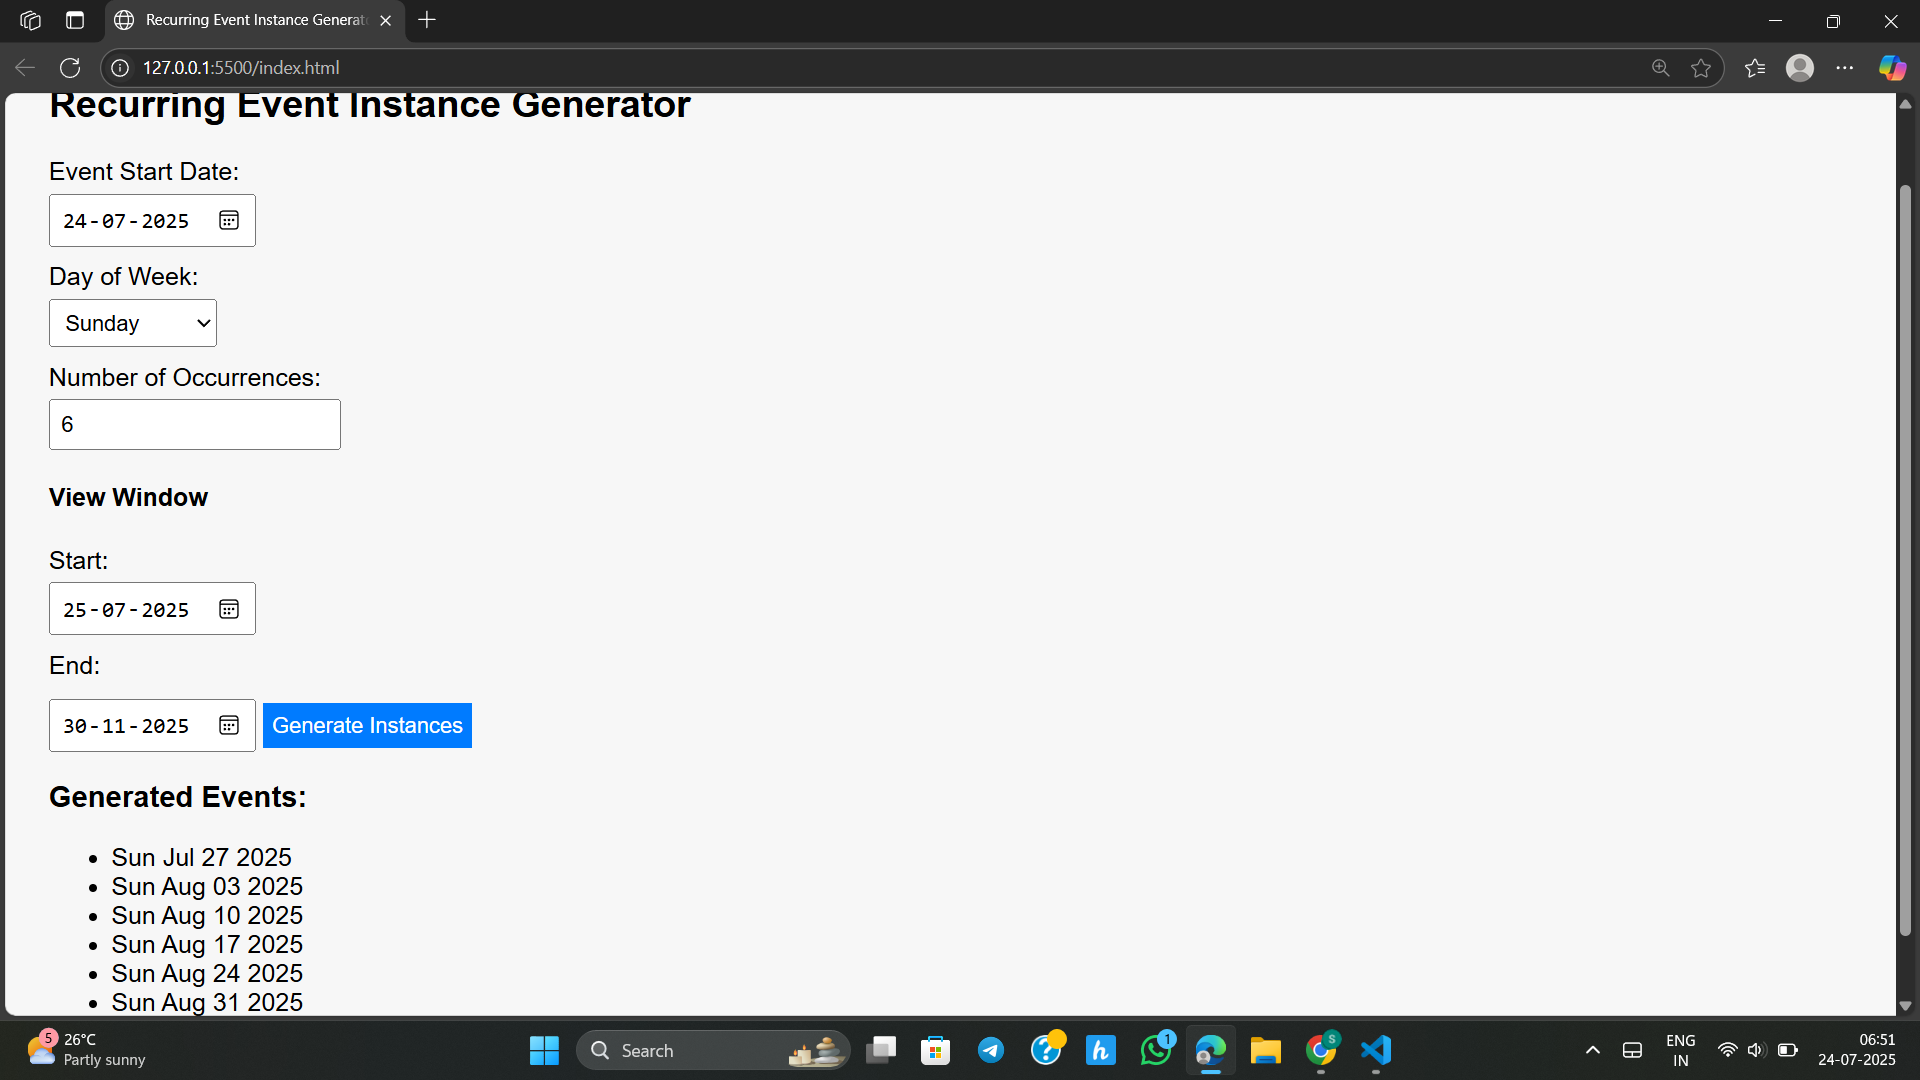 Recurring Event Instance Generat
127.0.0.1:5500/index.html
Recurring Event Instance Generator
Event Start Date:
24-07-2025
Day of Week:
Sunday
Number of Occurrences:
6
View Window
Start:
25-07-2025
End:
30-11-2025
Generate Instances
Generated Events:
Sun Jul 27 2025
Sun Aug 03 2025
Sun Aug 10 2025
Sun Aug 17 2025
Sun Aug 24 2025
Sun Aug 31 2025
5
26°C
Partly sunny
Search
h
1
S
ENG
IN
06:51
24-07-2025